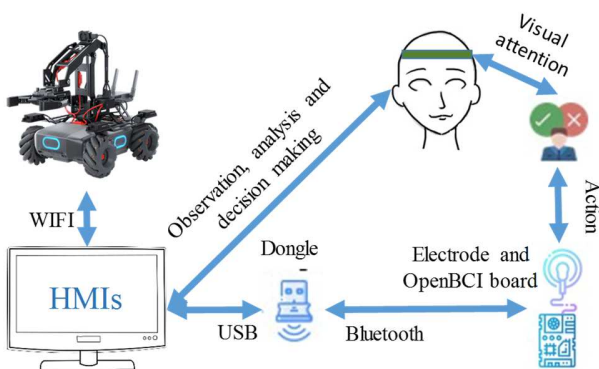 Visual
attention
Observation, analysis and
decision making
WIFI
Action
Dongle
Electrode and
OpenBCI board
HMIs
USB
Bluetooth